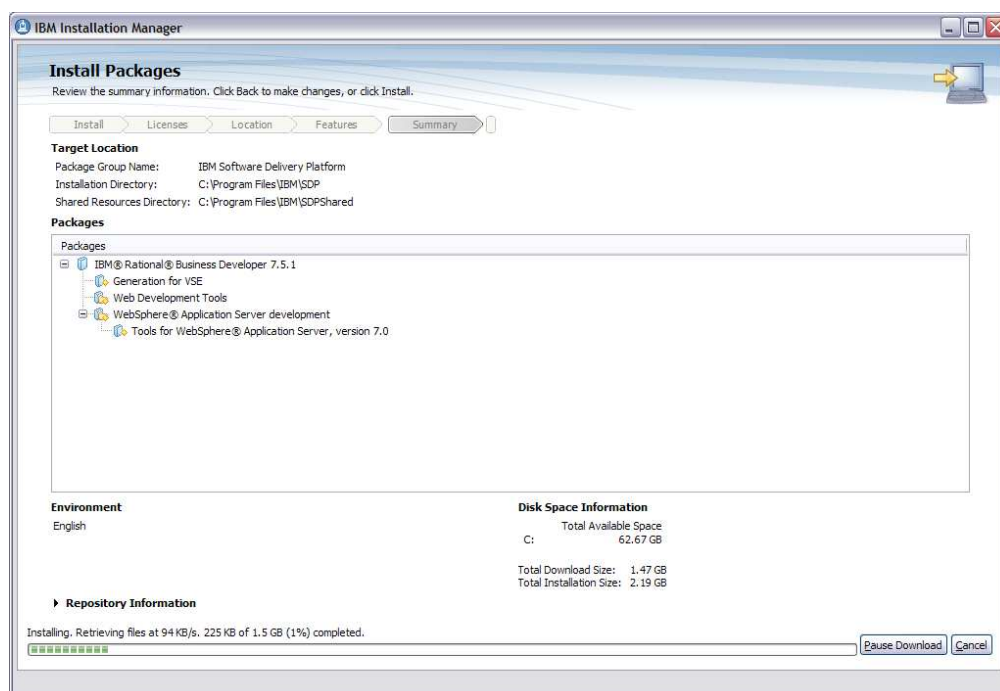 IBM Installation Manager
Install Packages
Review the summary information. Click Back to make changes, or click Install.
Install Licenses Location Features Summary
Target Location
Package Group Name: IBM Software Delivery Platform
Installation Directory: C:\Program Files\IBM\SDP
Shared Resources Directory: C:\Program Files\IBM\SDPShared
Packages
Packages
IBM® Rational® Business Developer 7.5.1
Generation for VSE
Web Development Tools
WebSphere® Application Server development
Tools for WebSphere® Application Server, version 7.0
Environment
English
Disk Space Information
Total Available Space
C: 62.67 GB
Total Download Size: 1.47 GB
Total Installation Size: 2.19 GB
Repository Information
Installing. Retrieving files at 94 KB/s. 225 KB of 1.5 GB (1%) completed.
Pause Download Cancel